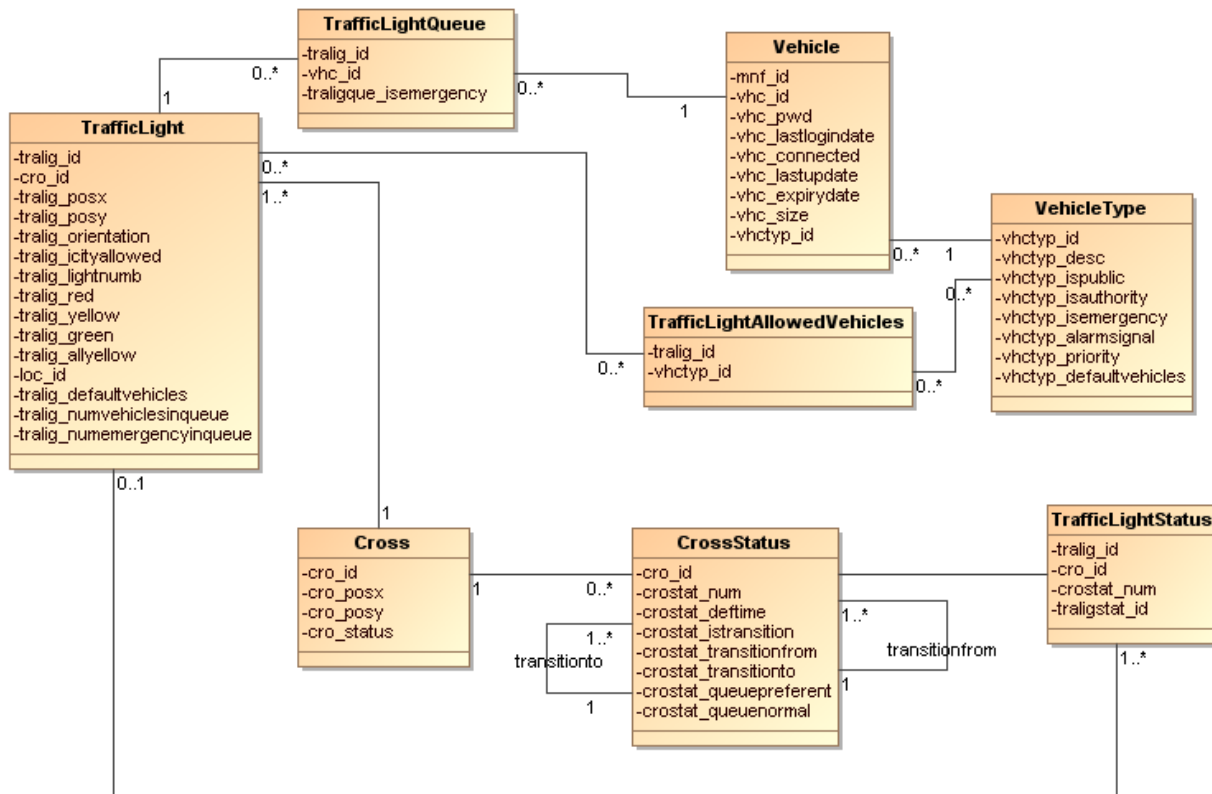 TrafficLightQueue
-tralig_id
-vhc_id
-traligque_isemergency
0..*
1
0..*
1
Vehicle
-mnf_id
-vhc_id
-vhc_pwd
-vhc_lastlogindate
-vhc_connected
-vhc_lastupdate
-vhc_expirydate
-vhc_size
-vhctyp_id
TrafficLight
-tralig_id
-cro_id
-tralig_posx
-tralig_posy
-tralig_orientation
-tralig_icityallowed
-tralig_lightnumb
-tralig_red
-tralig_yellow
-tralig_green
-tralig_allyellow
-loc_id
-tralig_defaultvehicles
-tralig_numvehiclesinqueue
-tralig_numemergencyinqueue
0..*
1..*
0..1
VehicleType
-vhctyp_id
-vhctyp_desc
-vhctyp_ispublic
-vhctyp_isauthority
-vhctyp_isemergency
-vhctyp_alarmsignal
-vhctyp_priority
-vhctyp_defaultvehicles
0..*
1
0..*
TrafficLightAllowedVehicles
-tralig_id
-vhctyp_id
0..*
0..*
1
Cross
-cro_id
-cro_posx
-cro_posy
-cro_status
1
0..*
CrossStatus
-cro_id
-crostat_num
-crostat_deftime
-crostat_istransition
-crostat_transitionfrom
-crostat_transitionto
-crostat_queuepreferent
-crostat_queuenormal
1..*
transitionto
1
1..*
transitionfrom
1
TrafficLightStatus
-tralig_id
-cro_id
-crostat_num
-traligstat_id
1..*